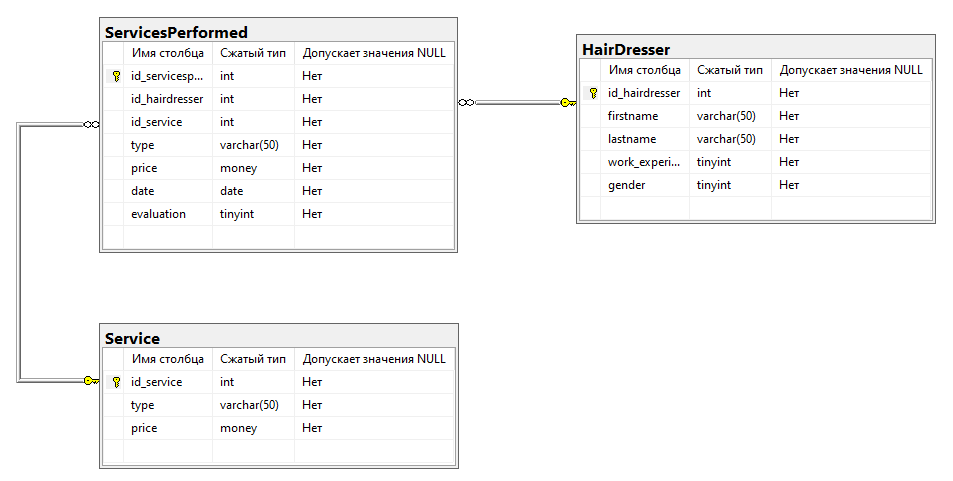 ServicesPerformed
Имя столбца Сжатый тип Допускает значения NULL
id_servicesp... int Нет
id_hairdresser int Нет
id_service int Нет
type varchar(50) Нет
price money Нет
date date Нет
evaluation tinyint Нет
HairDresser
Имя столбца Сжатый тип Допускает значения NULL
id_hairdresser int Нет
firstname varchar(50) Нет
lastname varchar(50) Нет
work_experi... tinyint Нет
gender tinyint Нет
Service
Имя столбца Сжатый тип Допускает значения NULL
id_service int Нет
type varchar(50) Нет
price money Нет